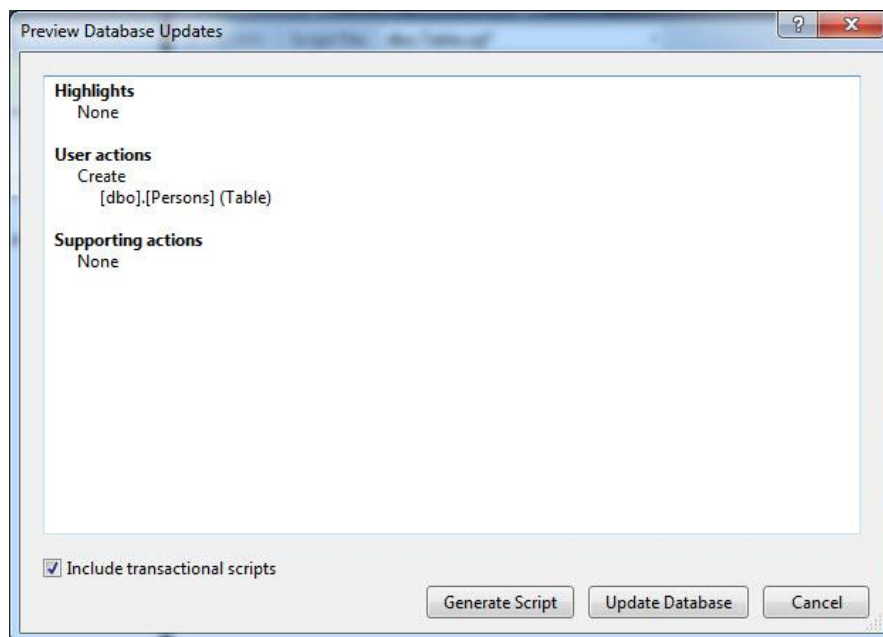 Preview Database Updates
Highlights
None
User actions
Create
[dbo].[Persons] (Table)
Supporting actions
None
Include transactional scripts
Generate Script
Update Database
Cancel